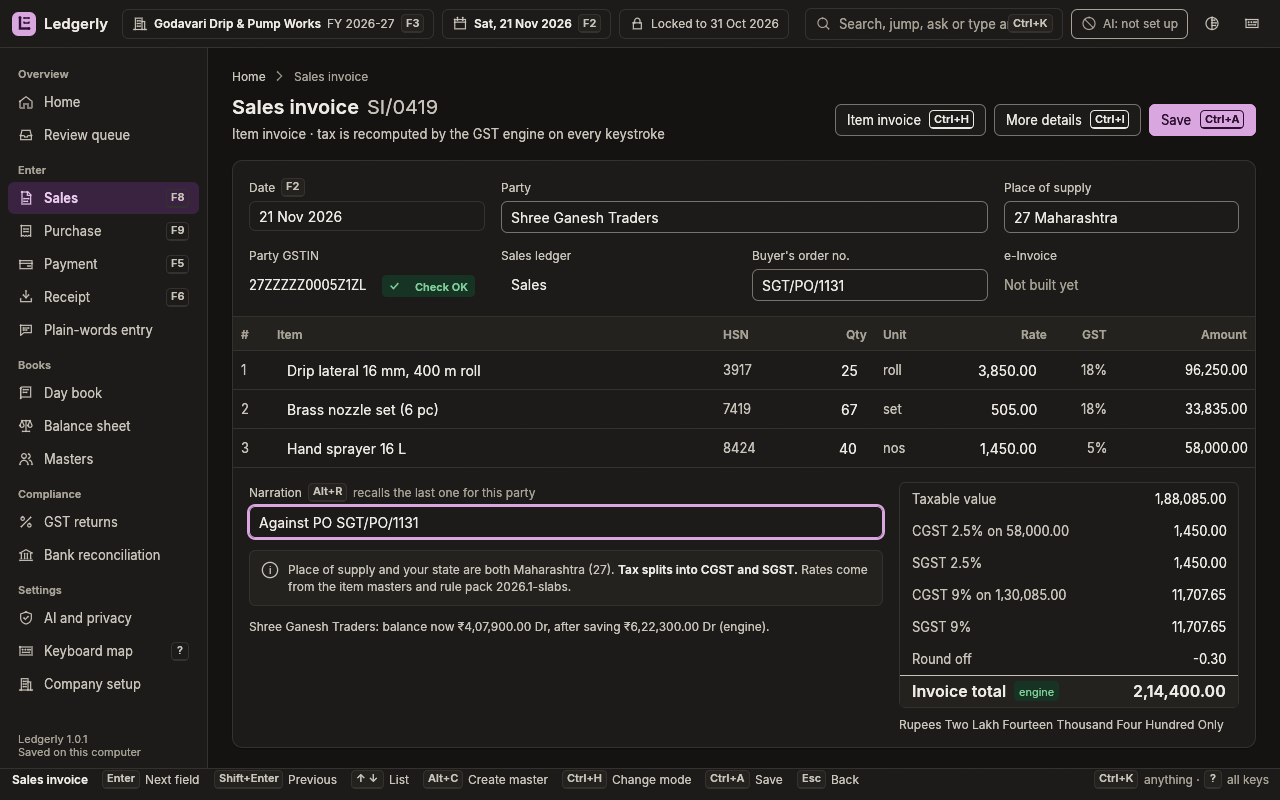 Ledgerly
Godavari Drip & Pump Works FY 2026-27 F3
Sat, 21 Nov 2026 F2
Locked to 31 Oct 2026
Search, jump, ask or type a Ctrl+K
AI: not set up
Overview
Home
Review queue
Enter
Sales F8
Purchase F9
Payment F5
Receipt F6
Plain-words entry
Books
Day book
Balance sheet
Masters
Compliance
GST returns
Bank reconciliation
Settings
AI and privacy
Keyboard map ?
Company setup
Ledgerly 1.0.1
Saved on this computer
Home Sales invoice
Sales invoice SI/0419
Item invoice · tax is recomputed by the GST engine on every keystroke
Item invoice Ctrl+H
More details Ctrl+I
Save Ctrl+A
Date F2 Party Place of supply
21 Nov 2026 Shree Ganesh Traders 27 Maharashtra
Party GSTIN Sales ledger Buyer's order no. e-Invoice
27ZZZZZ0005Z1ZL Check OK Sales SGT/PO/1131 Not built yet
# Item HSN Qty Unit Rate GST Amount
1 Drip lateral 16 mm, 400 m roll 3917 25 roll 3,850.00 18% 96,250.00
2 Brass nozzle set (6 pc) 7419 67 set 505.00 18% 33,835.00
3 Hand sprayer 16 L 8424 40 nos 1,450.00 5% 58,000.00
Narration Alt+R recalls the last one for this party
Against PO SGT/PO/1131
Place of supply and your state are both Maharashtra (27). Tax splits into CGST and SGST. Rates come
from the item masters and rule pack 2026.1-slabs.
Shree Ganesh Traders: balance now ₹4,07,900.00 Dr, after saving ₹6,22,300.00 Dr (engine).
Taxable value 1,88,085.00
CGST 2.5% on 58,000.00 1,450.00
SGST 2.5% 1,450.00
CGST 9% on 1,30,085.00 11,707.65
SGST 9% 11,707.65
Round off -0.30
Invoice total engine 2,14,400.00
Rupees Two Lakh Fourteen Thousand Four Hundred Only
Sales invoice Enter Next field Shift+Enter Previous ↑↓ List Alt+C Create master Ctrl+H Change mode Ctrl+A Save Esc Back Ctrl+K anything · ? all keys